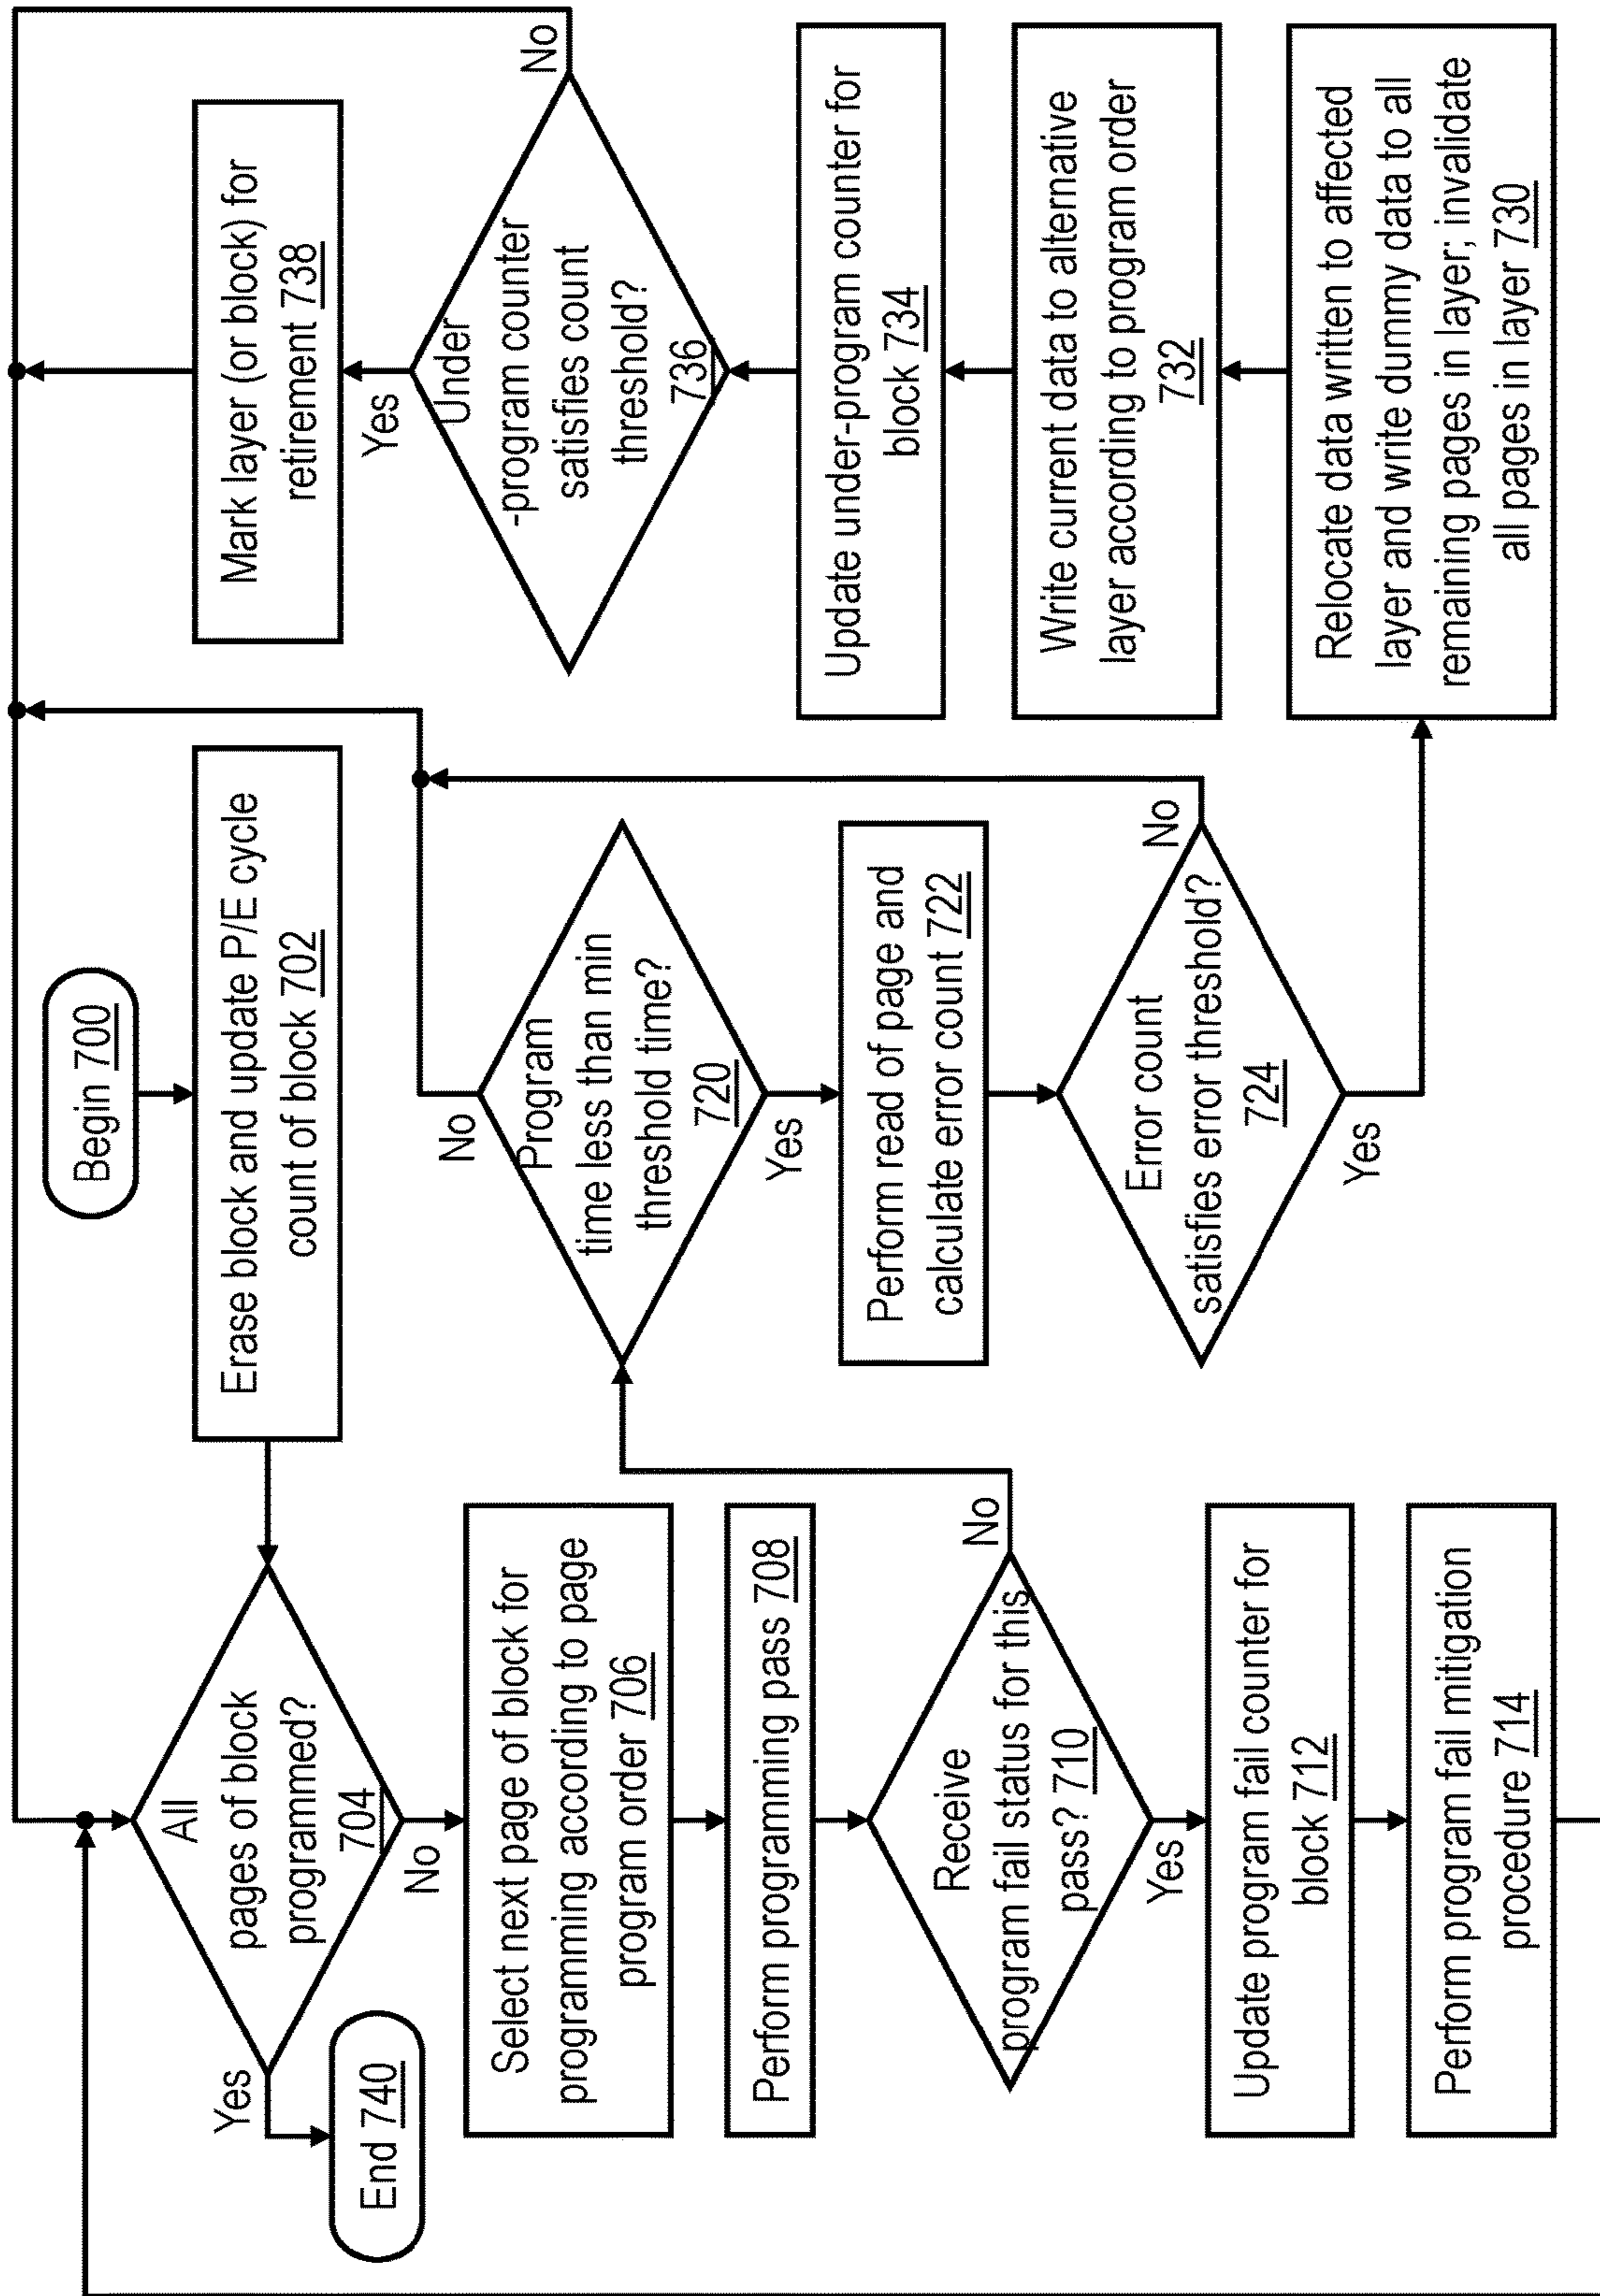 Begin 700
Erase block and update P/E cycle
count of block 702
All
pages of block
programmed?
704
Yes
End 740
No
Select next page of block for
programming according to page
program order 706
Perform programming pass 708
Receive
program fail status for this
pass? 710
No
Yes
Update program fail counter for
block 712
Perform program fail mitigation
procedure 714
Program
time less than min
threshold time?
720
No
Yes
Perform read of page and
calculate error count 722
Error count
satisfies error threshold?
724
No
Yes
Relocate data written to affected
layer and write dummy data to all
remaining pages in layer; invalidate
all pages in layer 730
Write current data to alternative
layer according to program order
732
Update under-program counter for
block 734
Under
-program counter
satisfies count
threshold?
736
No
Yes
Mark layer (or block) for
retirement 738